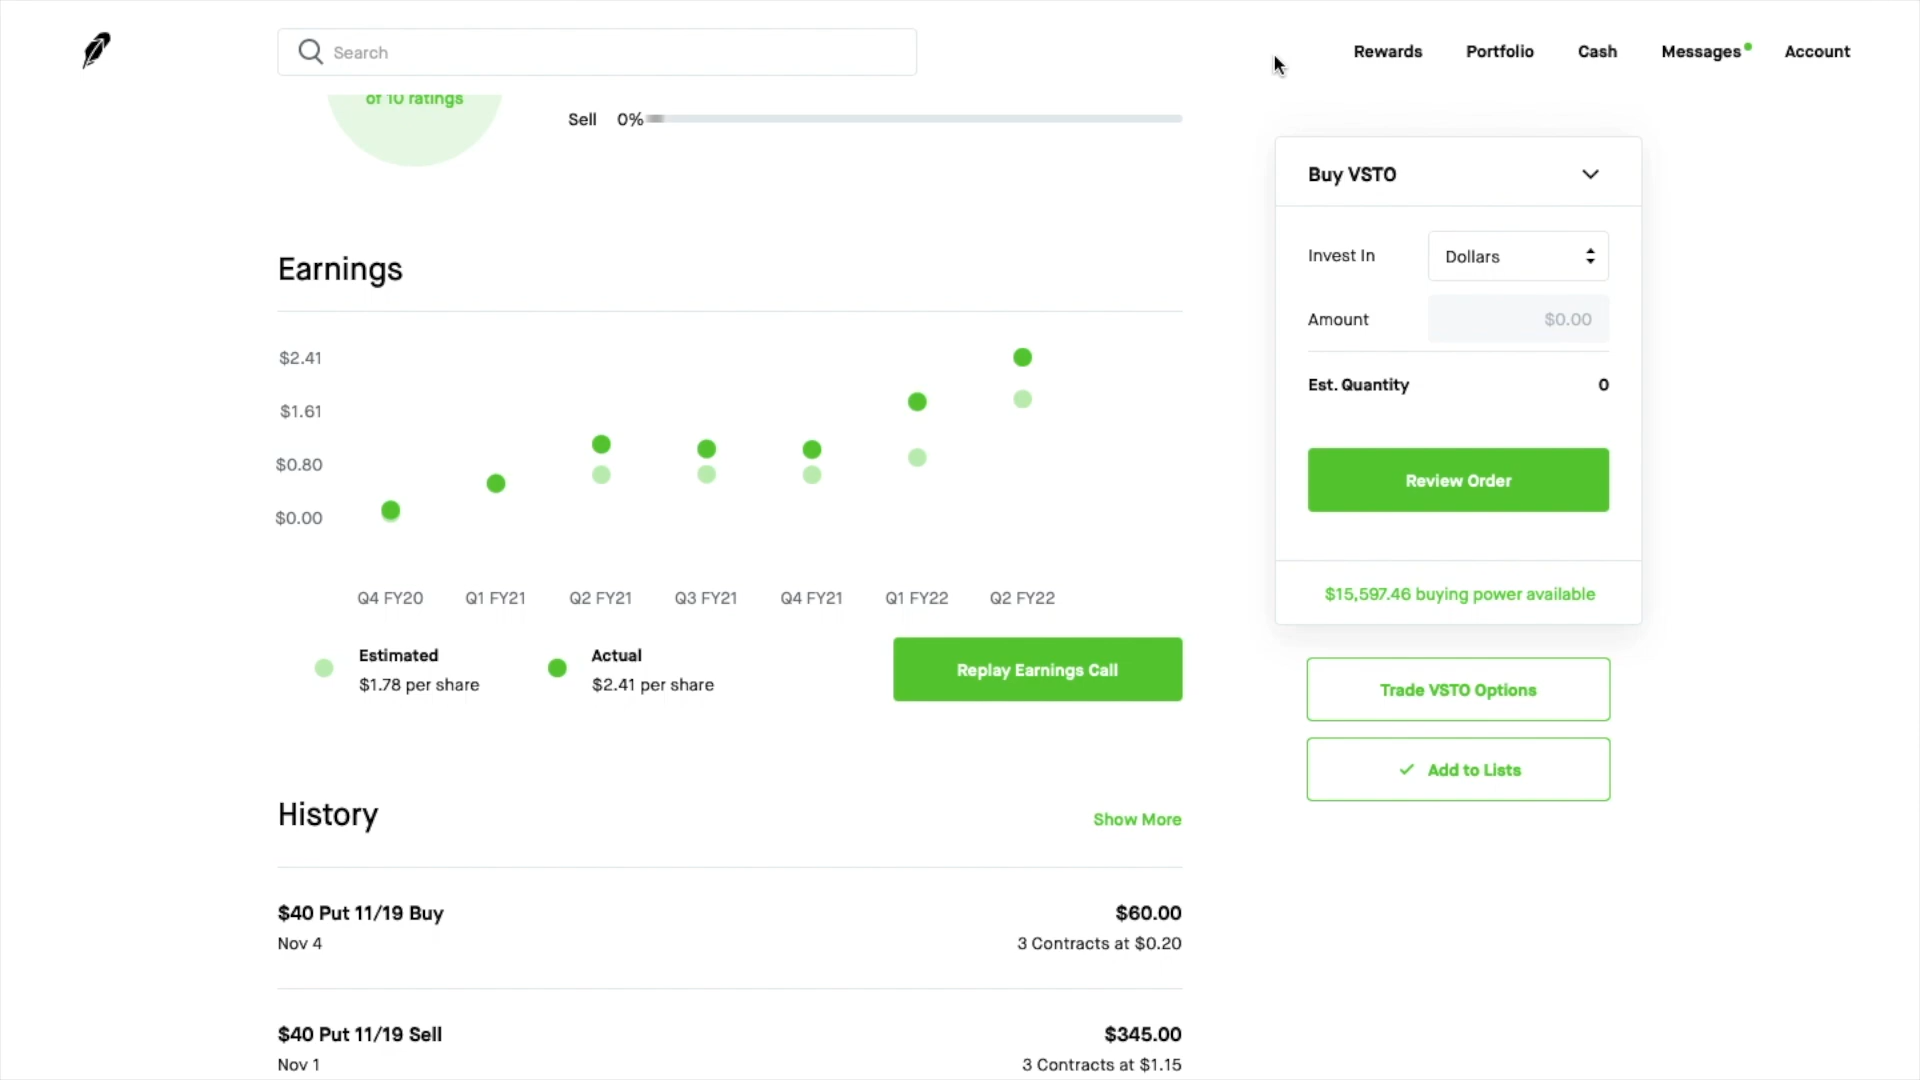 Search
Rewards
Portfolio
Cash
Messages
Account
of 10 ratings
Sell 0%
Earnings
$2.41
$1.61
$0.80
$0.00
Q4 FY20 Q1 FY21 Q2 FY21 Q3 FY21 Q4 FY21 Q1 FY22 Q2 FY22
Estimated
$1.78 per share
Actual
$2.41 per share
Replay Earnings Call
History
Show More
$40 Put 11/19 Buy
$60.00
Nov 4
3 Contracts at $0.20
$40 Put 11/19 Sell
$345.00
Nov 1
3 Contracts at $1.15
Buy VSTO
Invest In
Dollars
Amount
$0.00
Est. Quantity
0
Review Order
$15,597.46 buying power available
Trade VSTO Options
Add to Lists